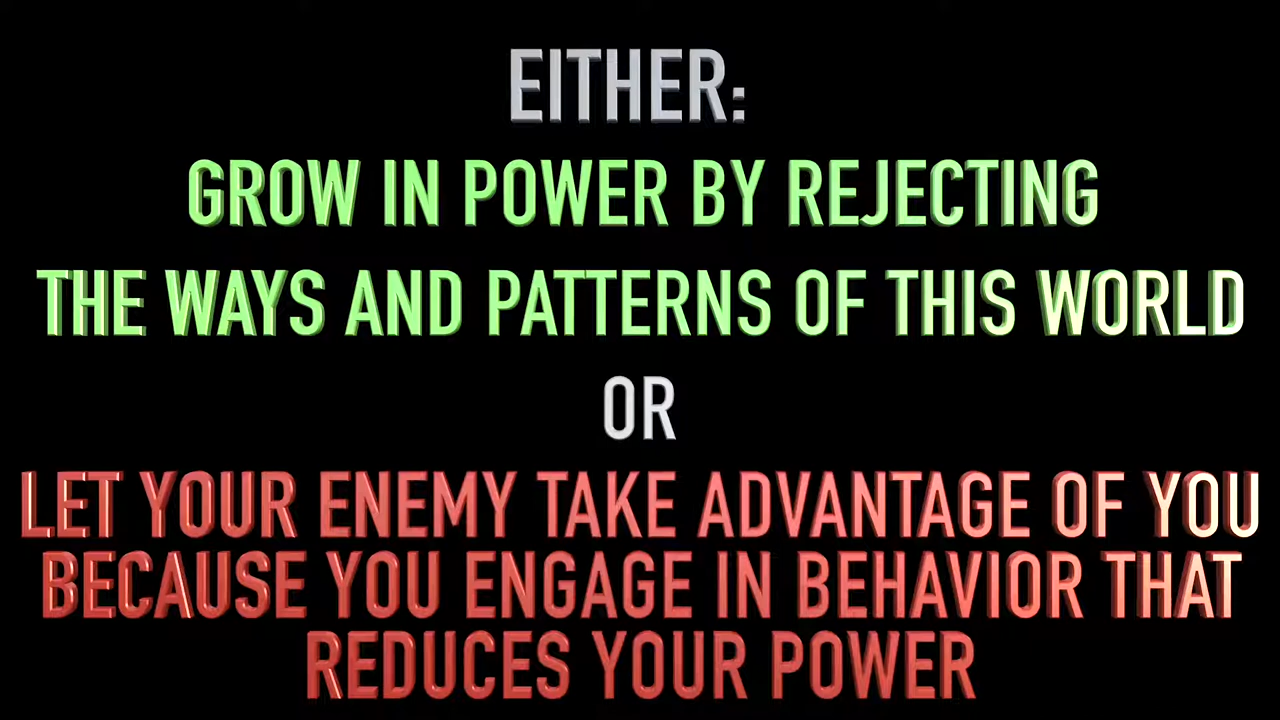 EITHER:
GROW IN POWER BY REJECTING
THE WAYS AND PATTERNS OF THIS WORLD
OR
LET YOUR ENEMY TAKE ADVANTAGE OF YOU
BECAUSE YOU ENGAGE IN BEHAVIOR THAT
REDUCES YOUR POWER